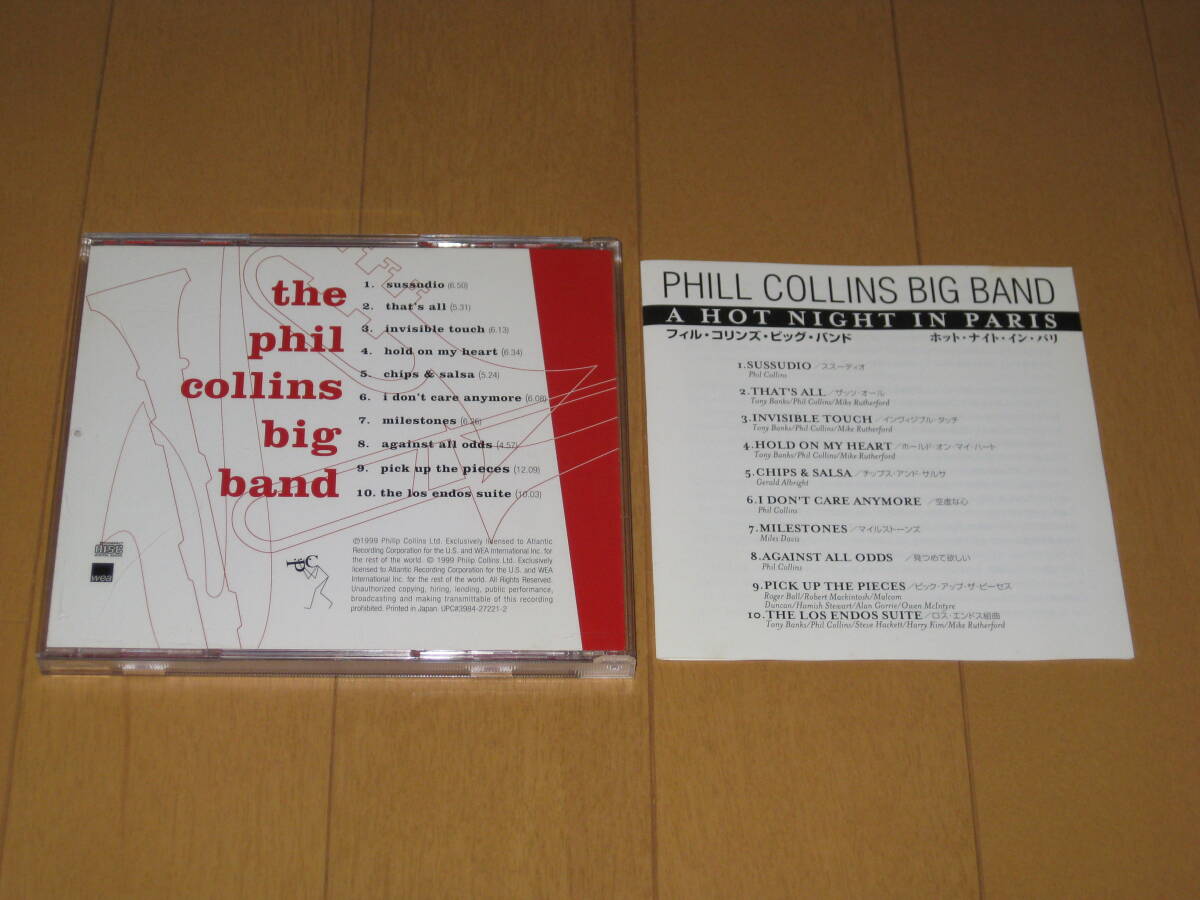 the
phil
collins
big
band
1. sussudio (6.50)
2. that's all (5.31)
3. invisible touch (6.13)
4. hold on my heart (6.34)
5. chips & salsa (5.24)
6. i don't care anymore (6.08)
7. milestones (6.26)
8. against all odds (4.57)
9. pick up the pieces (12.09)
10. the los endos suite (10.03)
COMPACT
disc
DIGITAL AUDIO
wea
PC
℗1999 Philip Collins Ltd. Exclusively licensed to Atlantic
Recording Corporation for the U.S. and WEA International Inc. for
the rest of the world. © 1999 Philip Collins Ltd. Exclusively
licensed to Atlantic Recording Corporation for the U.S. and WEA
International Inc. for the rest of the world. All Rights Reserved.
Unauthorized copying, hiring, lending, public performance,
broadcasting and making transmittable of this recording
prohibited. Printed in Japan. UPC#3984-27221-2
PHILL COLLINS BIG BAND
A HOT NIGHT IN PARIS
フィル・コリンズ・ビッグ・バンド ホット・ナイト・イン・パリ
1.SUSSUDIO/ススーディオ
Phil Collins
2.THAT'S ALL/ザッツ・オール
Tony Banks/Phil Collins/Mike Rutherford
3.INVISIBLE TOUCH/インヴィジブル・タッチ
Tony Banks/Phil Collins/Mike Rutherford
4.HOLD ON MY HEART/ホールド・オン・マイ・ハート
Tony Banks/Phil Collins/Mike Rutherford
5.CHIPS & SALSA/チップス・アンド・サルサ
Gerald Albright
6.I DON'T CARE ANYMORE/空虚な心
Phil Collins
7.MILESTONES/マイルストーンズ
Miles Davis
8.AGAINST ALL ODDS/見つめて欲しい
Phil Collins
9.PICK UP THE PIECES/ピック・アップ・ザ・ピーセス
Roger Ball/Robert Mackintosh/Malcom
Duncan/Hamish Stewart/Alan Gorrie/Owen McIntyre
10.THE LOS ENDOS SUITE/ロス・エンドス組曲
Tony Banks/Phil Collins/Steve Hackett/Harry Kim/Mike Rutherford